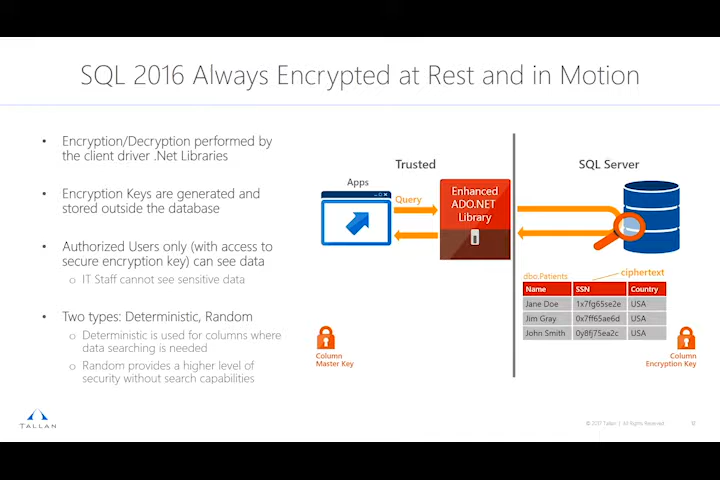 SQL 2016 Always Encrypted at Rest and in Motion
• Encryption/Decryption performed by
the client driver .Net Libraries
• Encryption Keys are generated and
stored outside the database
• Authorized Users only (with access to
secure encryption key) can see data
o IT Staff cannot see sensitive data
• Two types: Deterministic, Random
o Deterministic is used for columns where
data searching is needed
o Random provides a higher level of
security without search capabilities
Trusted
SQL Server
Apps
Query
Enhanced
ADO.NET
Library
dbo.Patients
ciphertext
Name SSN Country
Jane Doe 1x7fg65se2e USA
Jim Gray 0x7ff65ae6d USA
John Smith 0y8fj75ea2c USA
Column
Master Key
Column
Encryption Key
TALLAN
© 2017 Tallan | All Rights Reserved